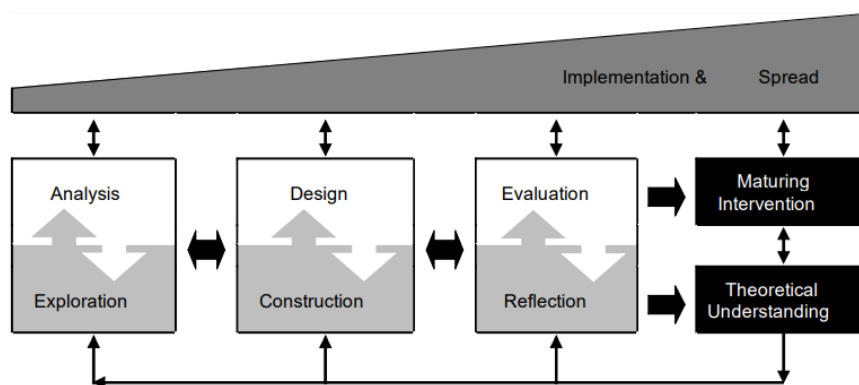 Implementation & Spread
Analysis
Exploration
Design
Construction
Evaluation
Reflection
Maturing
Intervention
Theoretical
Understanding